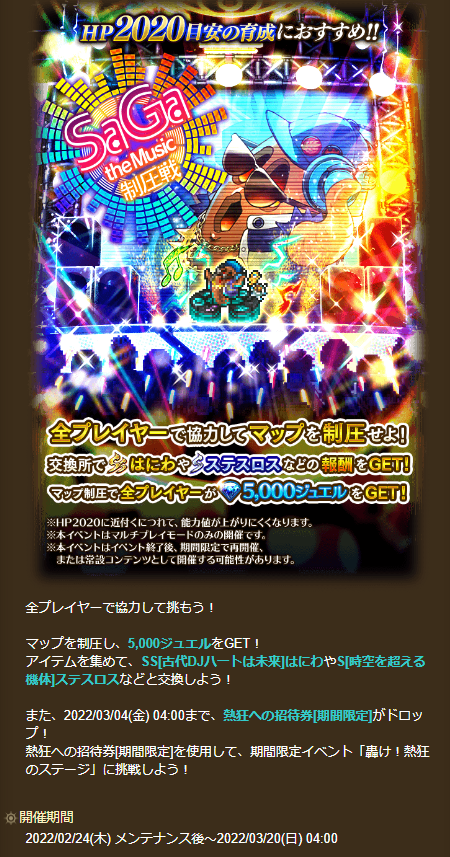 HP2020目安の育成におすすめ!!
SaGa
the Music
制圧戦
全プレイヤーで協力してマップを制圧せよ!
交換所でSSはにわやSステスロスなどの報酬をGET!
マップ制圧で全プレイヤーが5,000ジュエルをGET!
※HP2020に近付くにつれて、能力値が上がりにくくなります。
※本イベントはマルチプレイモードのみの開催です。
※本イベントはイベント終了後、期間限定で再開催、
または常設コンテンツとして開催する可能性があります。
全プレイヤーで協力して挑もう！
マップを制圧し、5,000ジュエルをGET！
アイテムを集めて、SS[古代DJハートは未来]はにわやS[時空を超える
機体]ステスロスなどと交換しよう！
また、2022/03/04(金) 04:00まで、熱狂への招待券[期間限定]がドロッ
プ！
熱狂への招待券[期間限定]を使用して、期間限定イベント「轟け！熱狂
のステージ」に挑戦しよう！
開催期間
2022/02/24(木) メンテナンス後～2022/03/20(日) 04:00